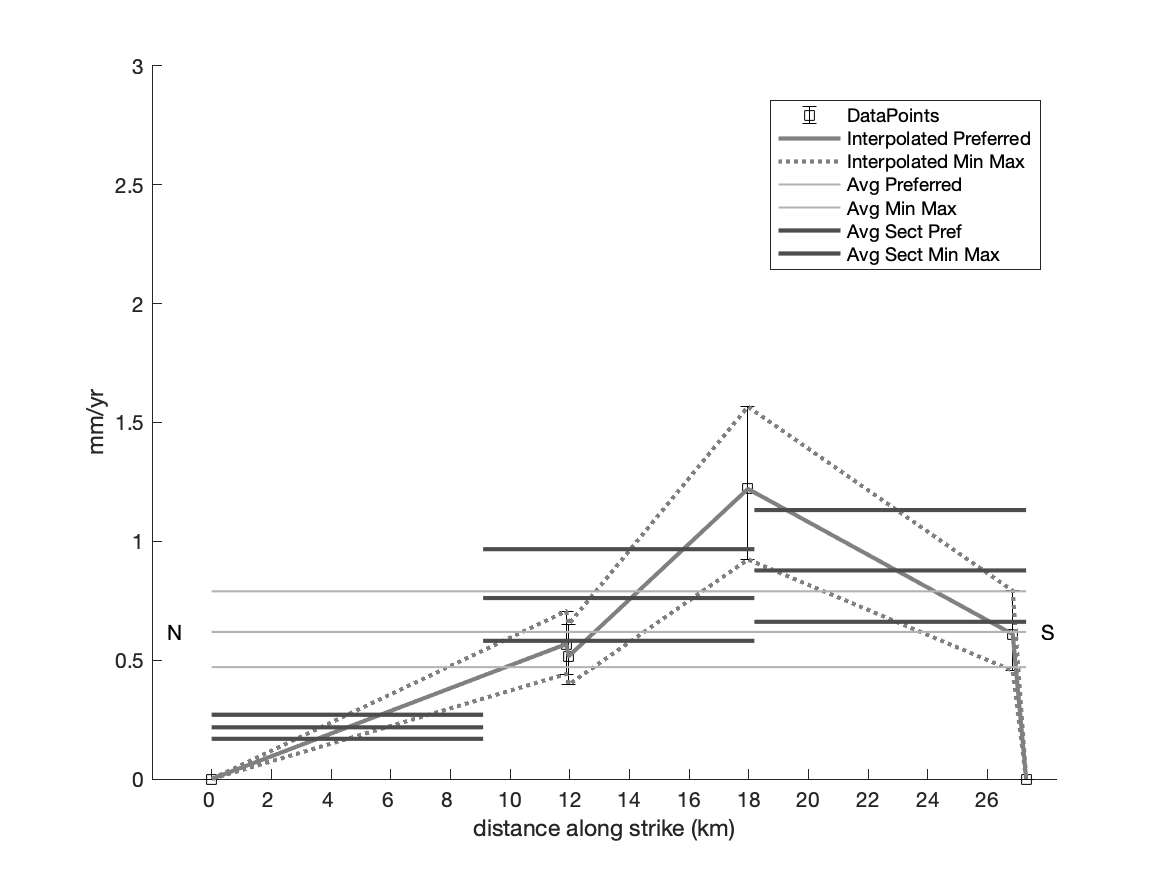 3
2.5
2
1.5
1
0.5
0
mm/yr
DataPoints
Interpolated Preferred
Interpolated Min Max
Avg Preferred
Avg Min Max
Avg Sect Pref
Avg Sect Min Max
N
S
0 2 4 6 8 10 12 14 16 18 20 22 24 26
distance along strike (km)